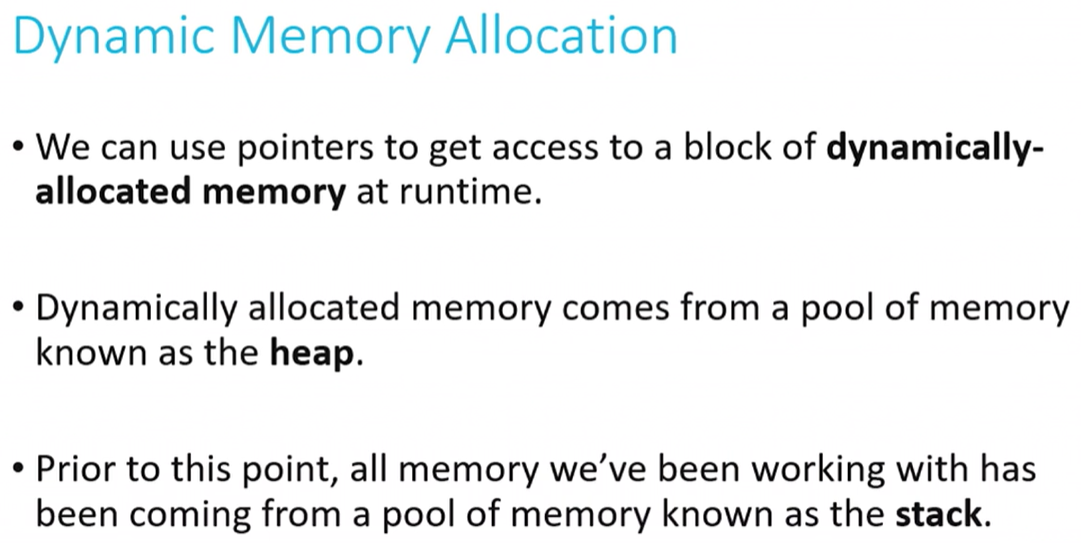 Dynamic Memory Allocation
• We can use pointers to get access to a block of dynamically-
allocated memory at runtime.
• Dynamically allocated memory comes from a pool of memory
known as the heap.
• Prior to this point, all memory we’ve been working with has
been coming from a pool of memory known as the stack.